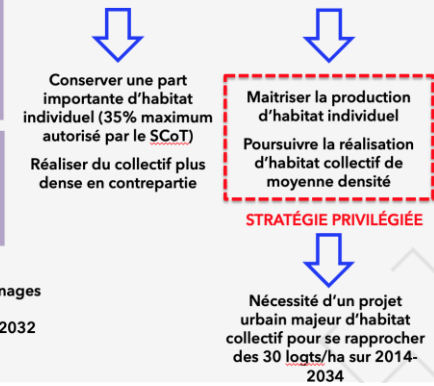 Conserver une part
importante d'habitat
individuel (35% maximum
autorisé par le SCoT)
Réaliser du collectif plus
dense en contrepartie
Maitriser la production
d'habitat individuel
Poursuivre la réalisation
d'habitat collectif de
moyenne densité
STRATÉGIE PRIVILÉGIÉE
Nécessité d'un projet
urbain majeur d'habitat
collectif pour se rapprocher
des 30 logts/ha sur 2014-
2034
2032